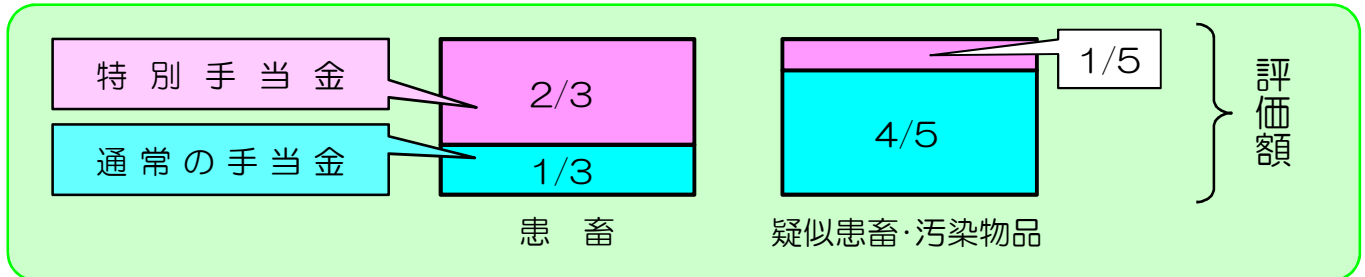 特別手当金
通常の手当金
2/3
1/3
患畜
1/5
4/5
疑似患畜・汚染物品
評価額